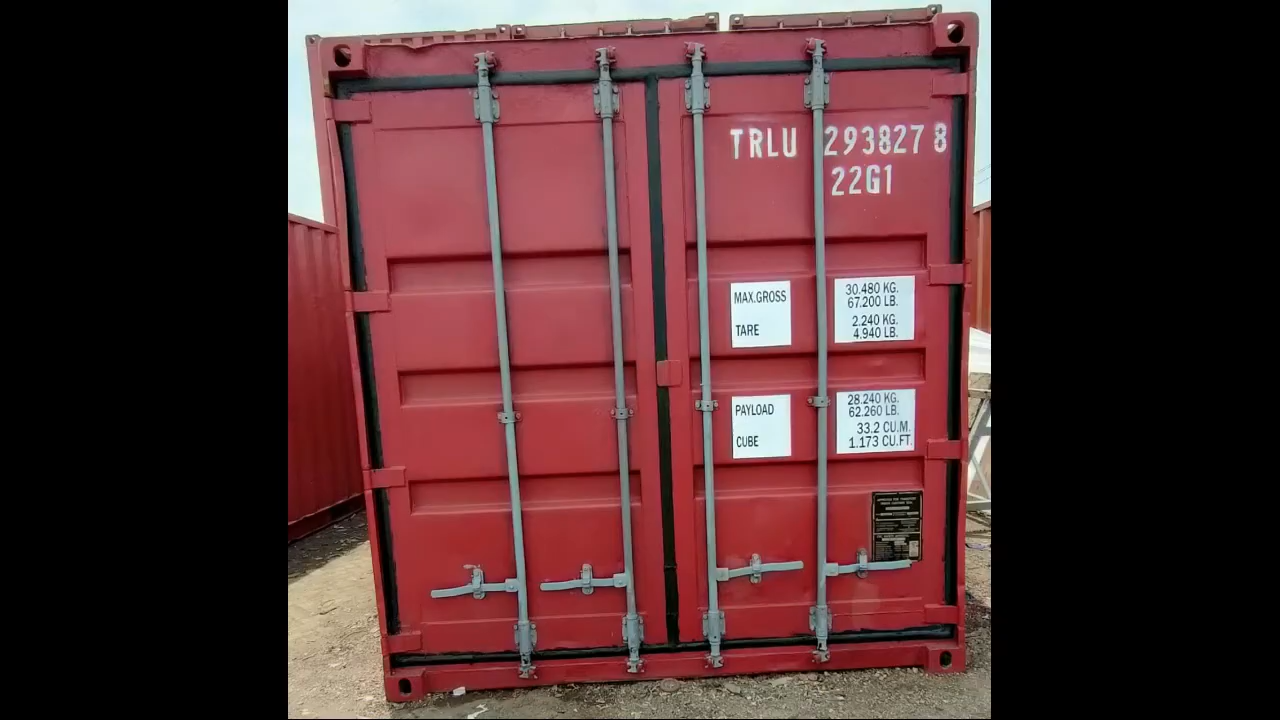 TRLU 293827 8
22G1
MAX.GROSS 30.480 KG.
67.200 LB.
TARE 2.240 KG.
4.940 LB.
PAYLOAD 28.240 KG.
62.260 LB.
CUBE 33.2 CU.M.
1.173 CU.FT.